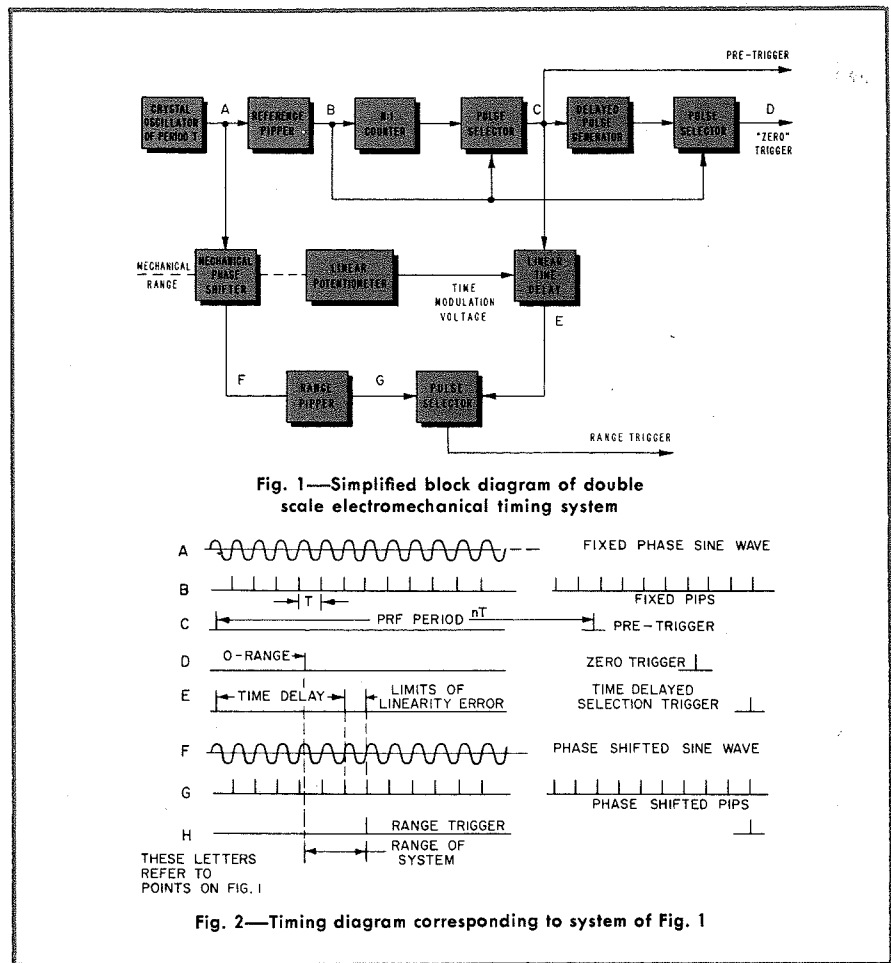 PRE-TRIGGER
A
B
C
D
CRYSTAL
OSCILLATOR
OF PERIOD T
REFERENCE
PIPPER
N:1
COUNTER
PULSE
SELECTOR
DELAYED
PULSE
GENERATOR
PULSE
SELECTOR
"ZERO"
TRIGGER
MECHANICAL
RANGE
MECHANICAL
PHASE
SHIFTER
LINEAR
POTENTIOMETER
TIME
MODULATION
VOLTAGE
LINEAR
TIME
DELAY
E
F
RANGE
PIPPER
G
PULSE
SELECTOR
RANGE TRIGGER
Fig. 1—Simplified block diagram of double
scale electromechanical timing system
A FIXED PHASE SINE WAVE
B
T FIXED PIPS
C PRF PERIOD nT PRE-TRIGGER
D O-RANGE ZERO TRIGGER
E TIME DELAY LIMITS OF LINEARITY ERROR TIME DELAYED SELECTION TRIGGER
F PHASE SHIFTED SINE WAVE
G PHASE SHIFTED PIPS
H RANGE TRIGGER
RANGE OF
SYSTEM
THESE LETTERS
REFER TO
POINTS ON FIG. 1
Fig. 2—Timing diagram corresponding to system of Fig. 1